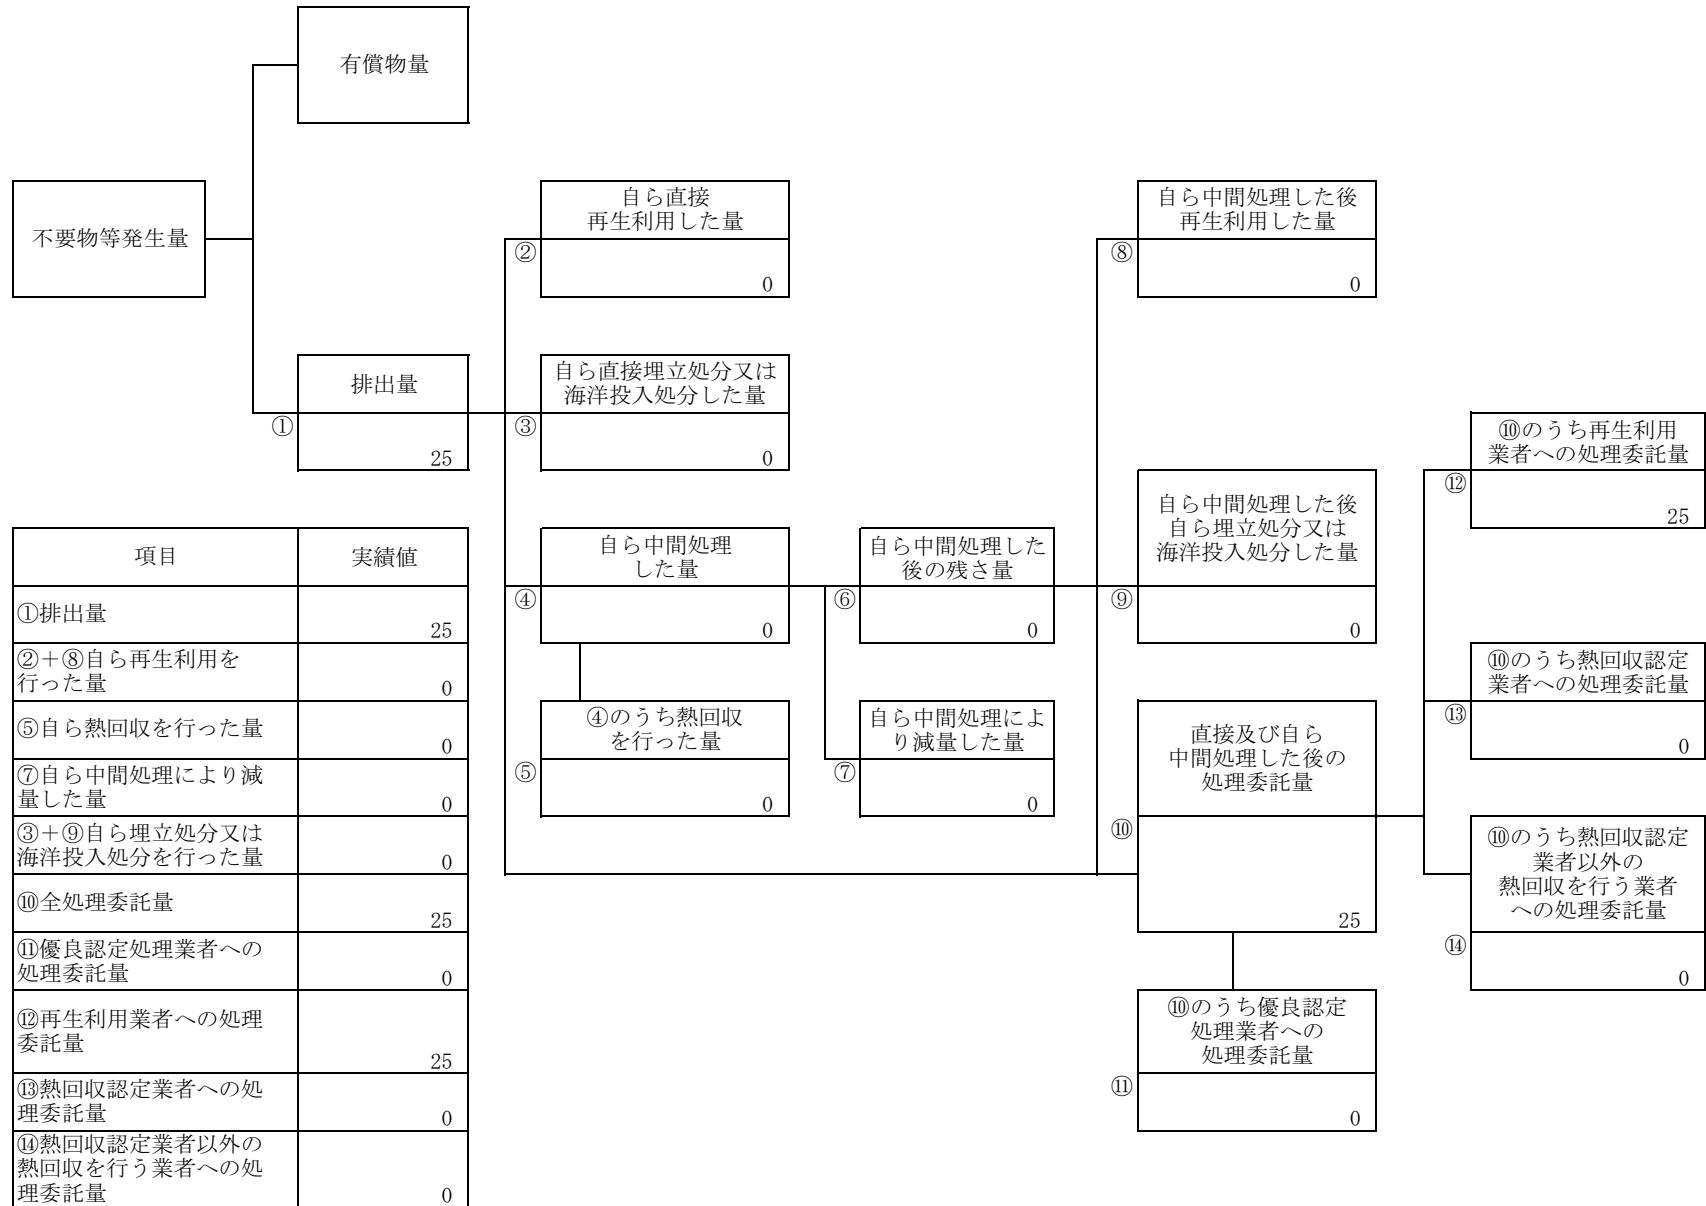 有償物量
不要物等発生量
自ら直接
再生利用した量
②
0
自ら中間処理した後
再生利用した量
⑧
0
排出量
①
25
自ら直接埋立処分又は
海洋投入処分した量
③
0
⑩のうち再生利用
業者への処理委託量
⑫
25
自ら中間処理
した量
④
0
自ら中間処理した
後の残さ量
⑥
0
自ら中間処理した後
自ら埋立処分又は
海洋投入処分した量
⑨
0
⑩のうち熱回収認定
業者への処理委託量
⑬
0
④のうち熱回収
を行った量
⑤
0
自ら中間処理によ
り減量した量
⑦
0
直接及び自ら
中間処理した後の
処理委託量
⑩
25
⑩のうち熱回収認定
業者以外の
熱回収を行う業者
への処理委託量
⑭
0
⑩のうち優良認定
処理業者への
処理委託量
⑪
0
項目
実績値
①排出量
25
②＋⑧自ら再生利用を
行った量
0
⑤自ら熱回収を行った量
0
⑦自ら中間処理により減
量した量
0
③＋⑨自ら埋立処分又は
海洋投入処分を行った量
0
⑩全処理委託量
25
⑪優良認定処理業者への
処理委託量
0
⑫再生利用業者への処理
委託量
25
⑬熱回収認定業者への処
理委託量
0
⑭熱回収認定業者以外の
熱回収を行う業者への処
理委託量
0